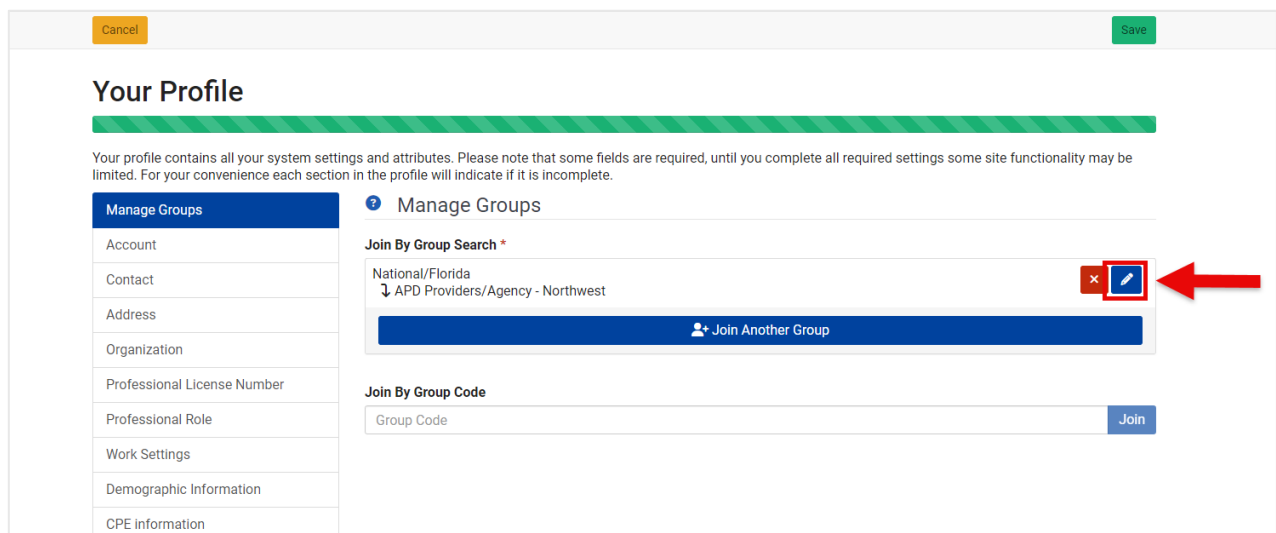 Cancel
Save
Your Profile
Your profile contains all your system settings and attributes. Please note that some fields are required, until you complete all required settings some site functionality may be
limited. For your convenience each section in the profile will indicate if it is incomplete.
Manage Groups
Account
Contact
Address
Organization
Professional License Number
Professional Role
Work Settings
Demographic Information
CPE information
Manage Groups
Join By Group Search *
National/Florida
APD Providers/Agency - Northwest
Join Another Group
Join By Group Code
Group Code
Join